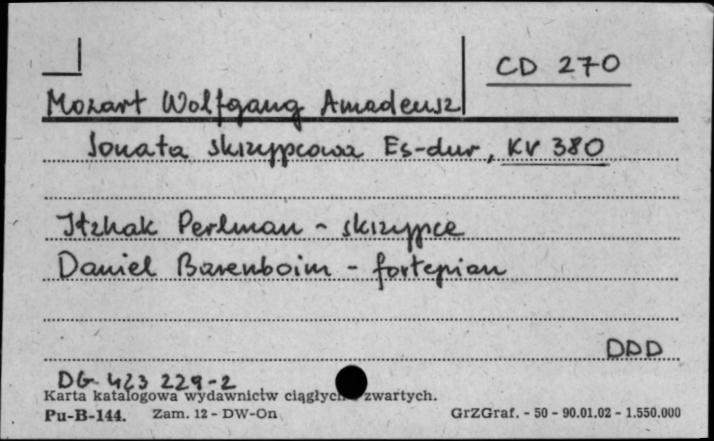 CD 270
Mozart Wolfgang Amadeusz
Sonata skrzypcowa Es-dur, KV 380
Itzhak Perlman - skrzypce
Daniel Barenboim - fortepian
DDD
DG 423 229-2
Karta katalogowa wydawnictw ciągłych zwartych.
Pu-B-144. Zam. 12 - DW-On GrZGraf. - 50 - 90.01.02 - 1.550.000